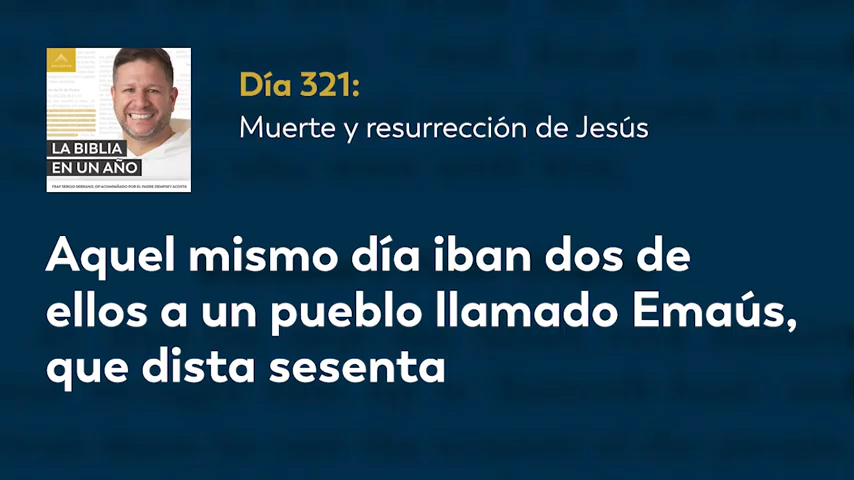 LA BIBLIA
EN UN AÑO
Día 321:
Muerte y resurrección de Jesús
Aquel mismo día iban dos de
ellos a un pueblo llamado Emaús,
que dista sesenta